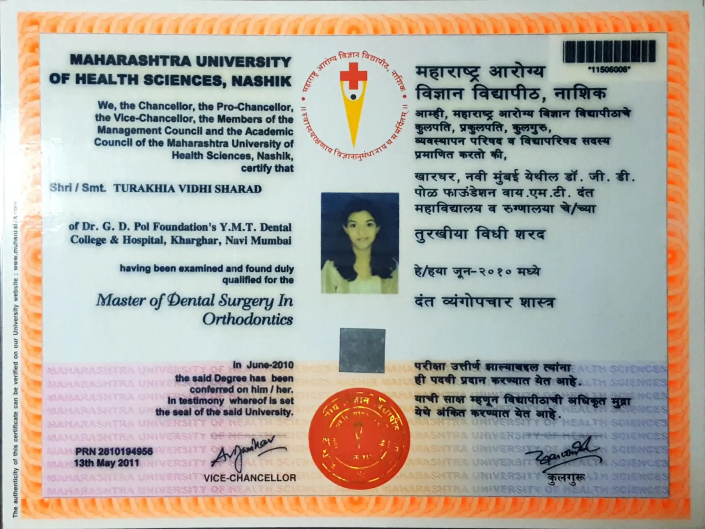 MAHARASHTRA UNIVERSITY
OF HEALTH SCIENCES, NASHIK
We, the Chancellor, the Pro-Chancellor,
the Vice-Chancellor, the Members of the
Management Council and the Academic
Council of the Maharashtra University of
Health Sciences, Nashik,
certify that
Shri / Smt. TURAKHIA VIDHI SHARAD
of Dr. G. D. Pol Foundation's Y.M.T. Dental
College & Hospital, Kharghar, Navi Mumbai
having been examined and found duly
qualified for the
Master of Dental Surgery In
Orthodontics
in June-2010
the said Degree has been
conferred on him / her.
In testimony whereof is set
the seal of the said University.
PRN 2810194956
13th May 2011
VICE-CHANCELLOR
महाराष्ट्र आरोग्य विज्ञान विद्यापीठ, नाशिक
*11506006*
महाराष्ट्र आरोग्य
विज्ञान विद्यापीठ, नाशिक
आम्ही, महाराष्ट्र आरोग्य विज्ञान विद्यापीठाचे
कुलपति, प्रकुलपति, कुलगुरु,
व्यवस्थापन परिषद व विद्यापरिषद सदस्य
प्रमाणित करतो की,
खारघर, नवी मुंबई येथील डॉ. जी. डी.
पोळ फाऊंडेशन वाय.एम.टी. दंत
महाविद्यालय व रुग्णालया चे/च्या
तुरखीया विधी शरद
हे/हया जून-२०१० मध्ये
दंत व्यंगोपचार शास्त्र
परीक्षा उत्तीर्ण झाल्याबद्दल त्यांना
ही पदवी प्रदान करण्यात येत आहे.
याची साक्ष म्हणून विद्यापीठाची अधिकृत मुद्रा
येथे अंकित करण्यात येत आहे.
कुलगुरू
The authenticity of this certificate can be verified on our University website :